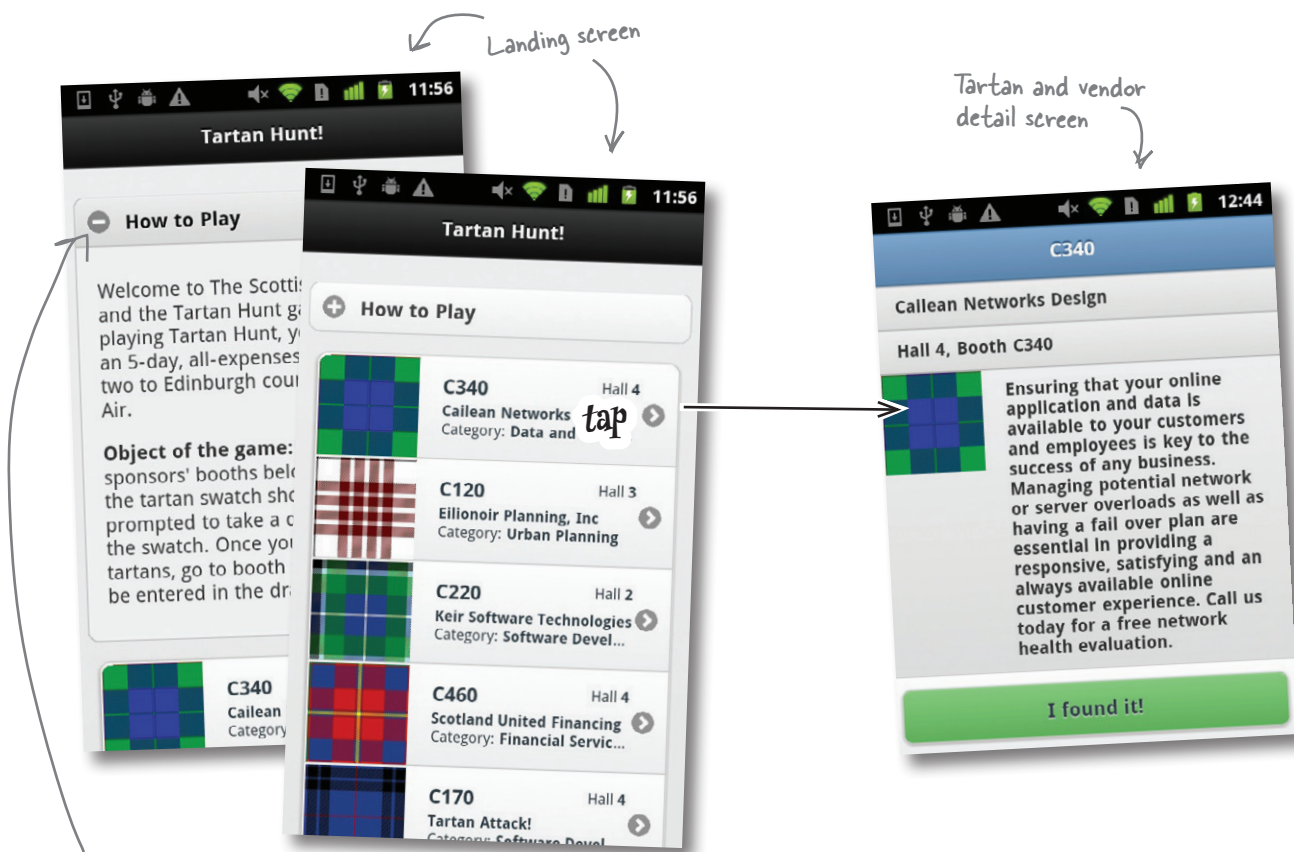 Landing screen
Tartan and vendor
detail screen
11:56
Tartan Hunt!
How to Play
Welcome to The Scottis
and the Tartan Hunt ga
playing Tartan Hunt, y
an 5-day, all-expenses
two to Edinburgh cour
Air.
Object of the game:
sponsors' booths belo
the tartan swatch sho
prompted to take a
the swatch. Once you
tartans, go to booth
be entered in the dra
C340
Cailean
Category
11:56
Tartan Hunt!
How to Play
C340
Hall 4
Cailean Networks
Category: Data and
tap
C120
Hall 3
Eilionoir Planning, Inc
Category: Urban Planning
C220
Hall 2
Keir Software Technologies
Category: Software Devel...
C460
Hall 4
Scotland United Financing
Category: Financial Servic...
C170
Hall 4
Tartan Attack!
Category: Software Devel
12:44
C340
Cailean Networks Design
Hall 4, Booth C340
Ensuring that your online
application and data is
available to your customers
and employees is key to the
success of any business.
Managing potential network
or server overloads as well as
having a fail over plan are
essential in providing a
responsive, satisfying and an
always available online
customer experience. Call us
today for a free network
health evaluation.
I found it!